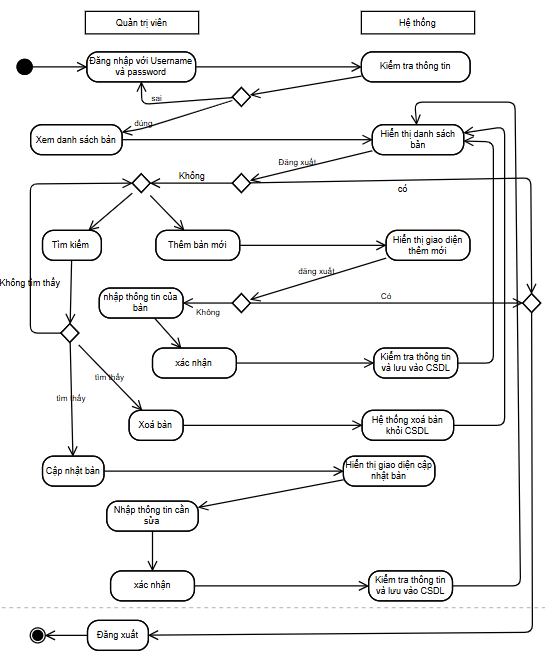 Quản trị viên
Hệ thống
Đăng nhập với Username
và password
Kiểm tra thông tin
sai
đúng
Xem danh sách bàn
Hiển thị danh sách
bàn
Đăng xuất
Không
có
Tìm kiếm
Thêm bàn mới
Hiển thị giao diện
thêm mới
đăng xuất
Không tìm thấy
nhập thông tin của
bàn
Không
Có
xác nhận
Kiểm tra thông tin
và lưu vào CSDL
tìm thấy
tìm thấy
Xoá bàn
Hệ thống xoá bàn
khỏi CSDL
Cập nhật bàn
Hiển thị giao diện cập
nhật bàn
Nhập thông tin cần
sửa
xác nhận
Kiểm tra thông tin
và lưu vào CSDL
Đăng xuất